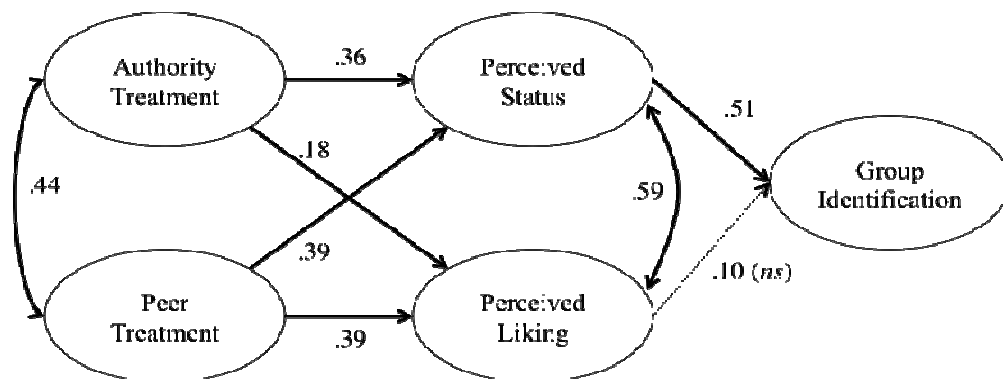 Authority
Treatment
.36
Perceived
Status
.51
.18
.44
.59
Group
Identification
.39
.10 (ns)
Peer
Treatment
.39
Perceived
Liking